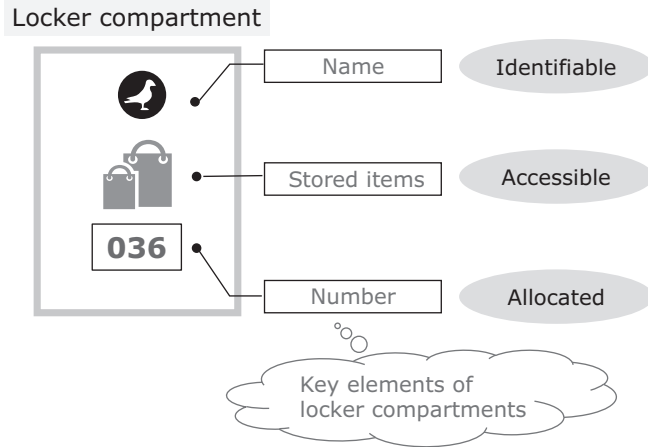 Locker compartment
Name
Identifiable
Stored items
Accessible
036
Number
Allocated
Key elements of
locker compartments